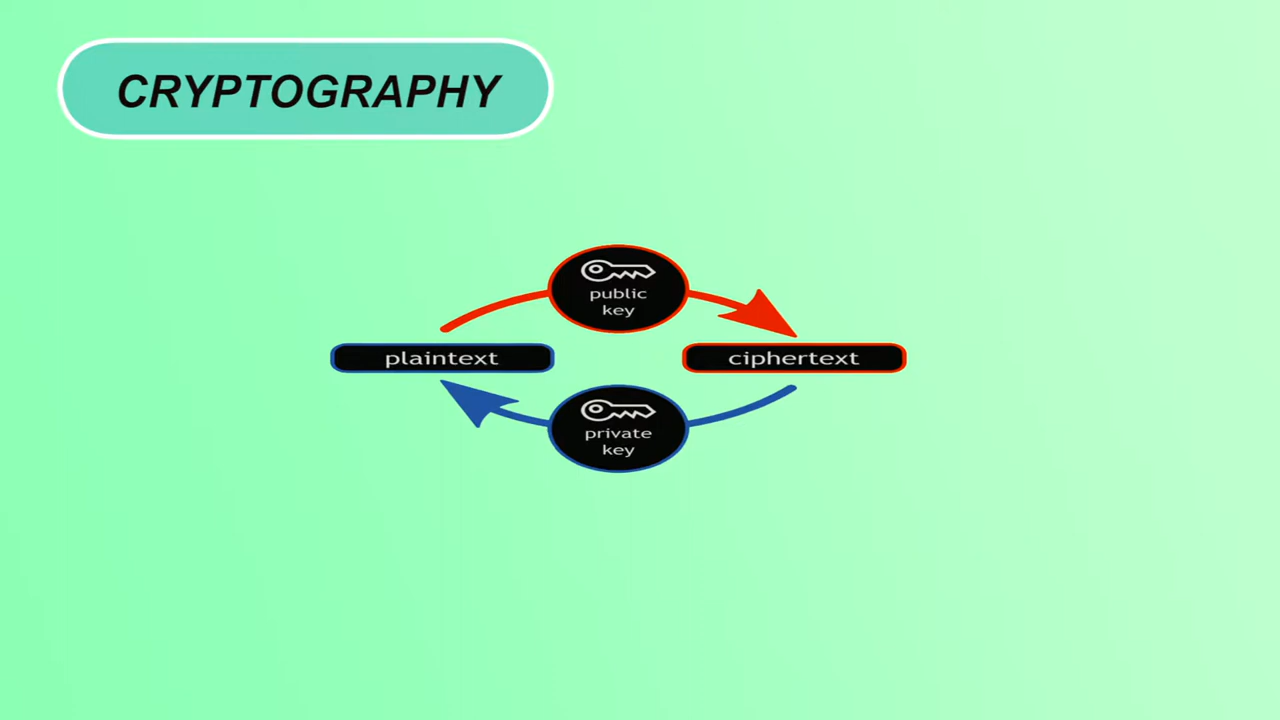 CRYPTOGRAPHY
public
key
plaintext
ciphertext
private
key